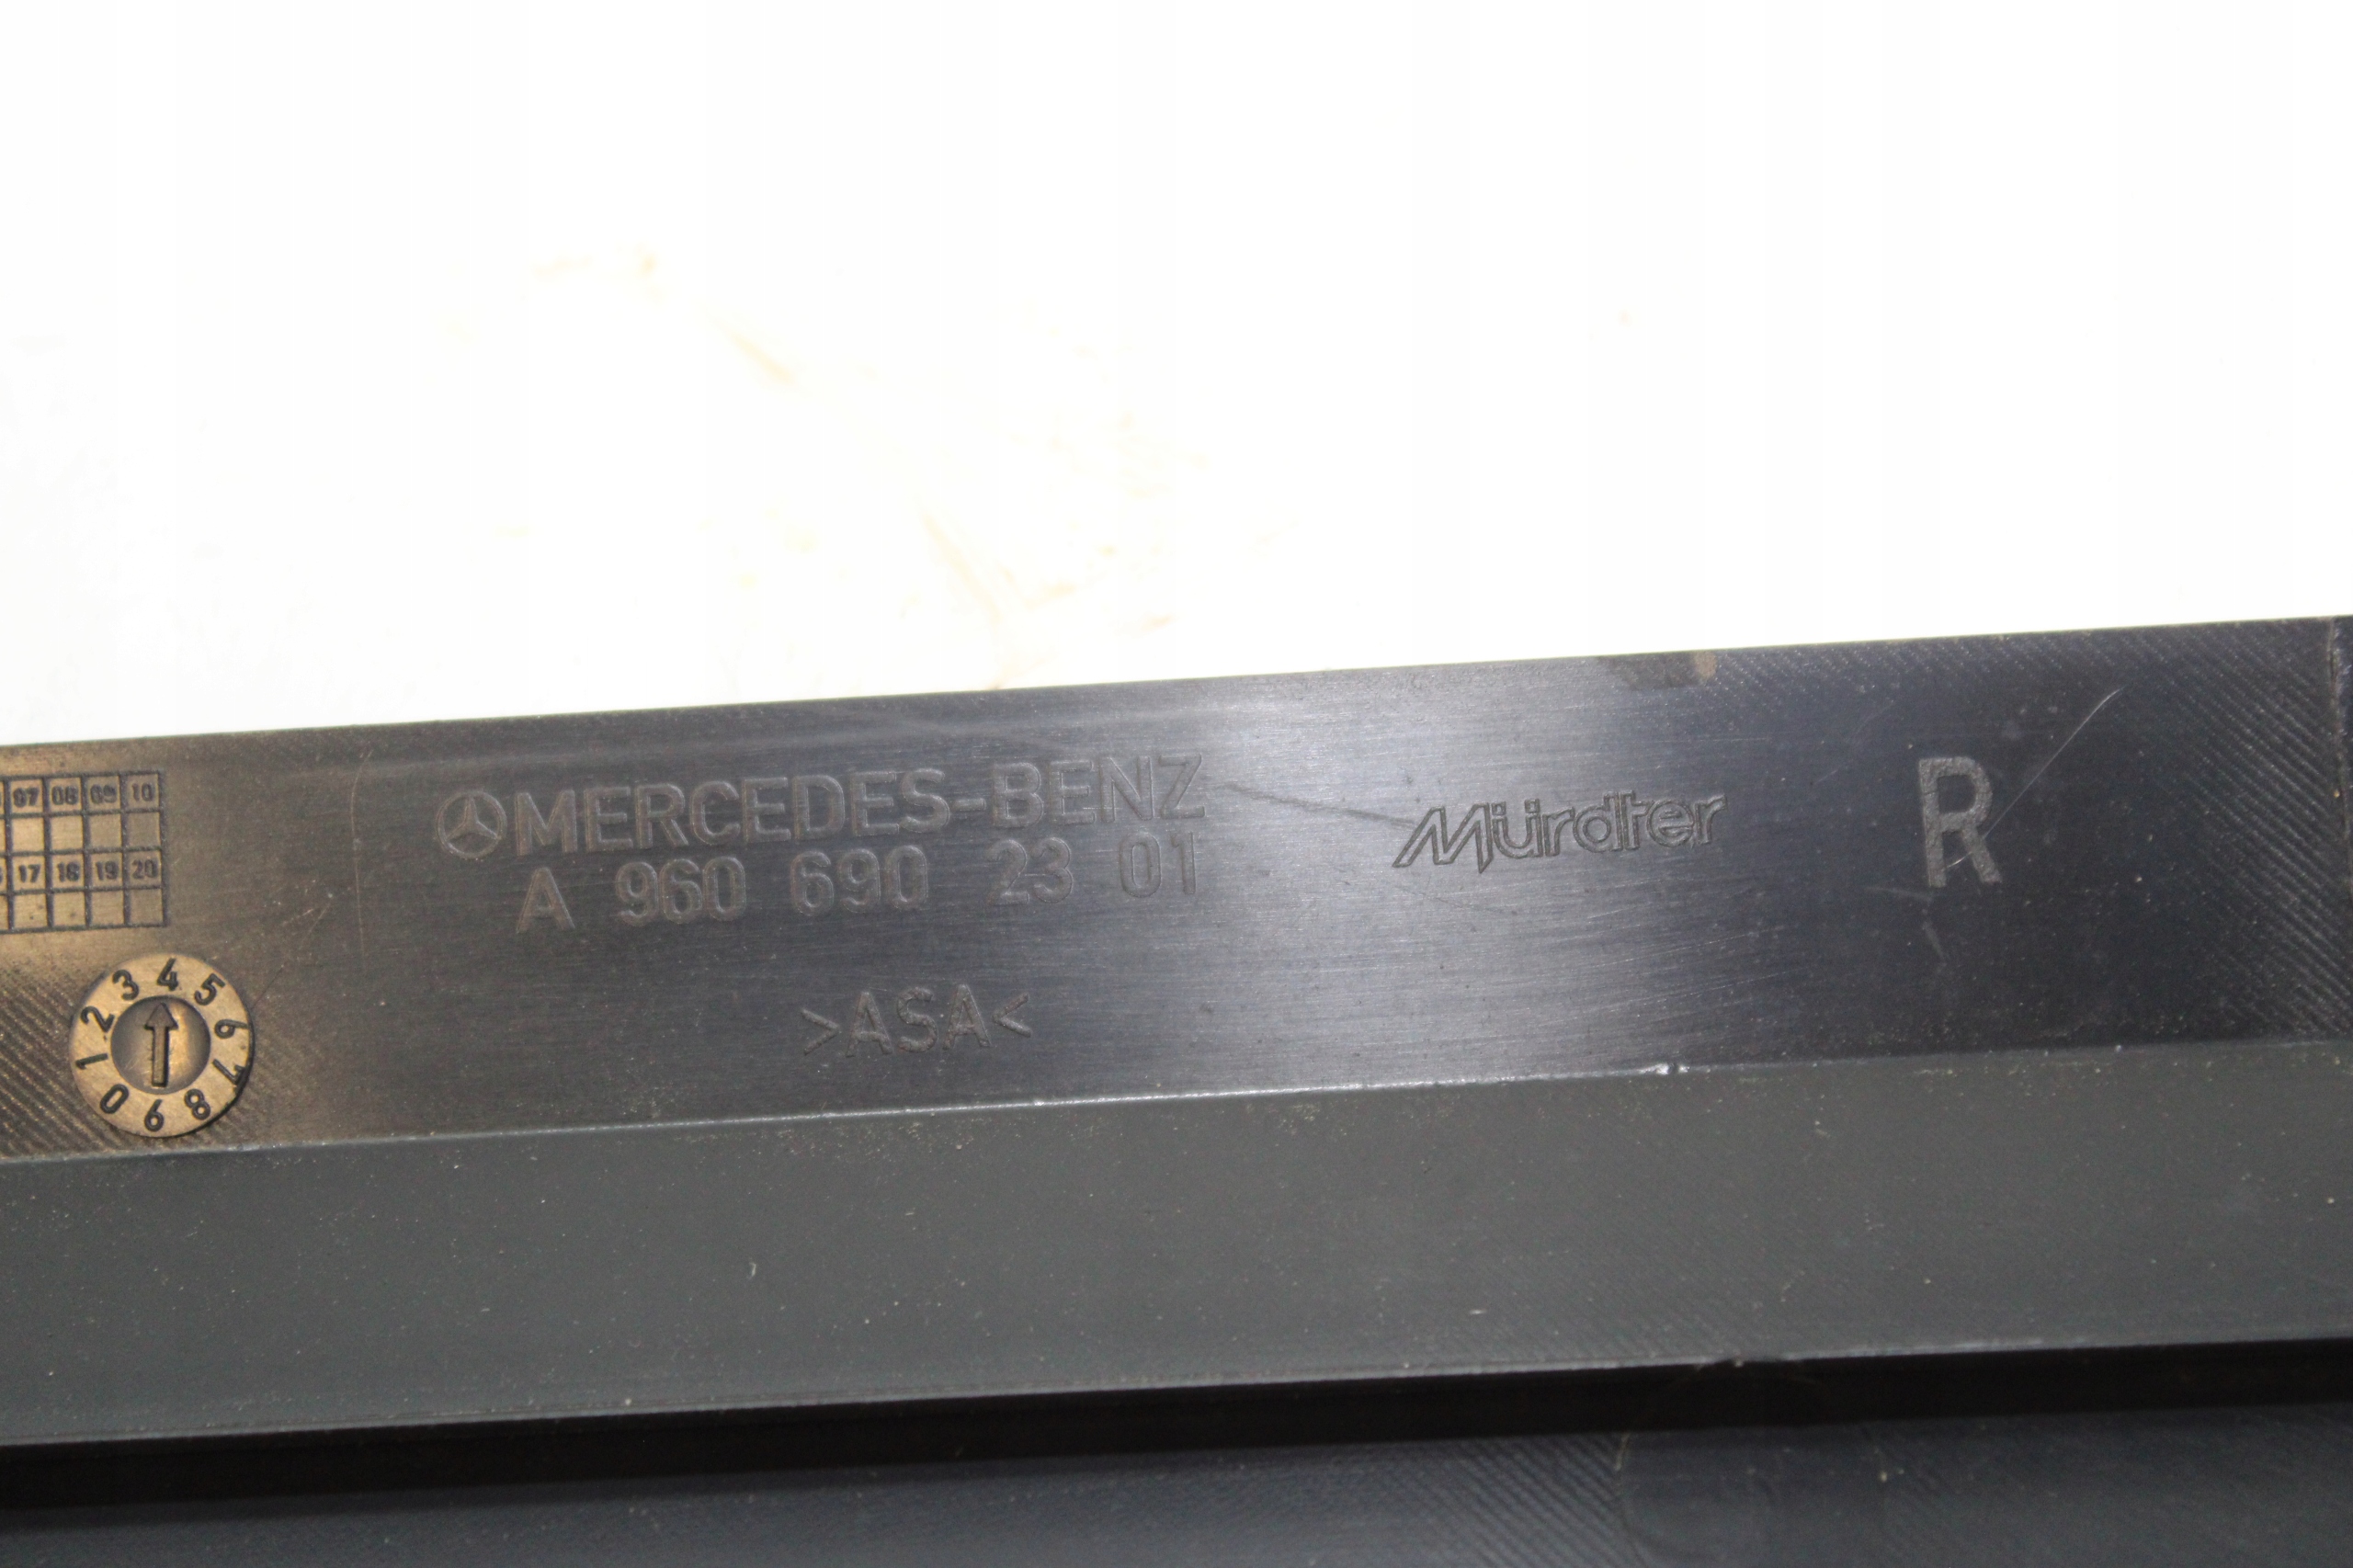 07 08 09 10
17 18 19 20
MERCEDES-BENZ
A 960 690 23 01
>ASA<
Mürdter
R
0 1 2 3 4 5 6 7 8 9